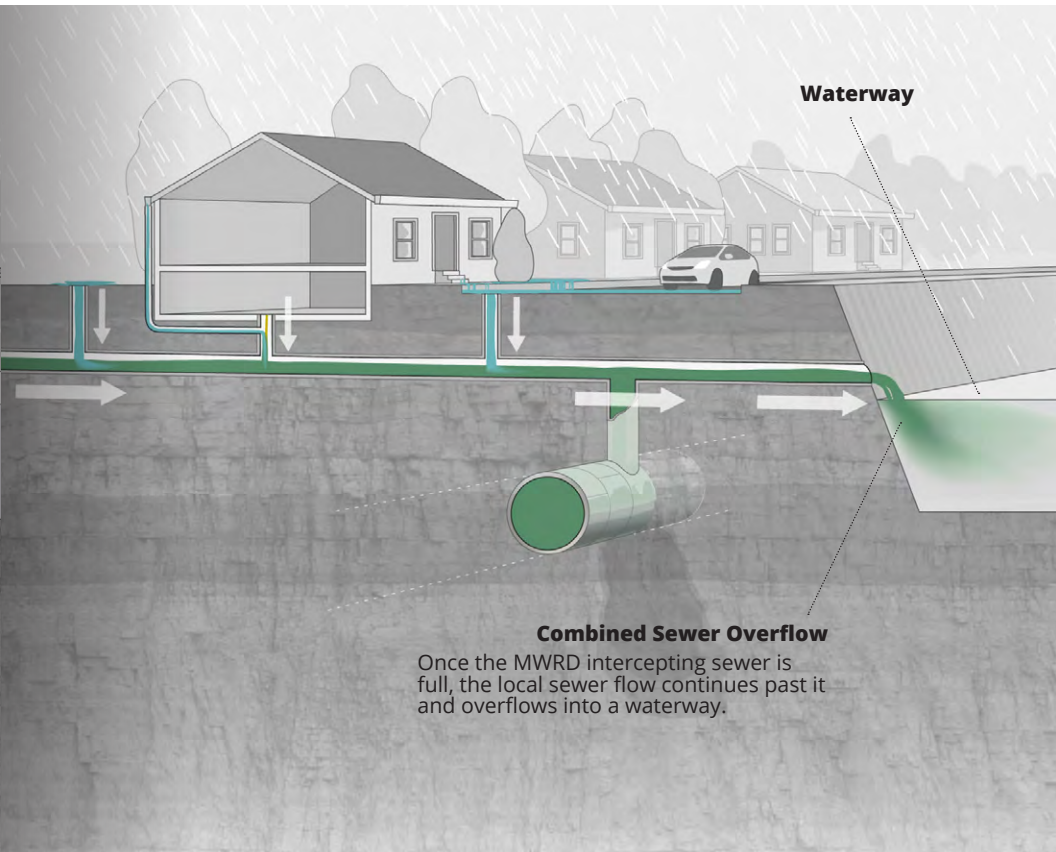 Waterway
Combined Sewer Overflow
Once the MWRD intercepting sewer is
full, the local sewer flow continues past it
and overflows into a waterway.